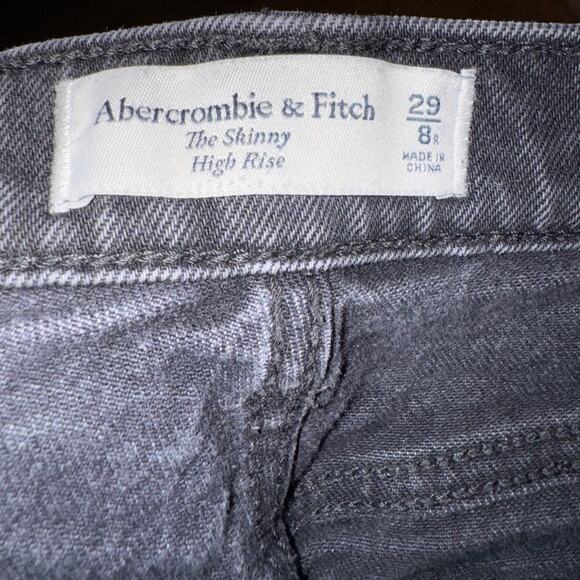 Abercrombie & Fitch
The Skinny
High Rise
29
8R
MADE IN
CHINA